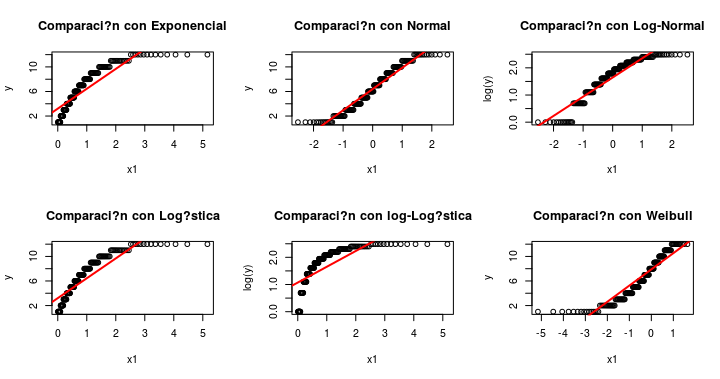 Comparaci?n con Exponencial
Comparaci?n con Normal
Comparaci?n con Log-Normal
y
2 6 10
0 1 2 3 4 5
x1
y
2 6 10
-2 -1 0 1 2
x1
log(y)
0.0 1.0 2.0
-2 -1 0 1 2
x1
Comparaci?n con Log?stica
Comparaci?n con log-Log?stica
Comparaci?n con Weibull
y
2 6 10
0 1 2 3 4 5
x1
log(y)
0.0 1.0 2.0
0 1 2 3 4 5
x1
y
2 6 10
-5 -4 -3 -2 -1 0 1
x1